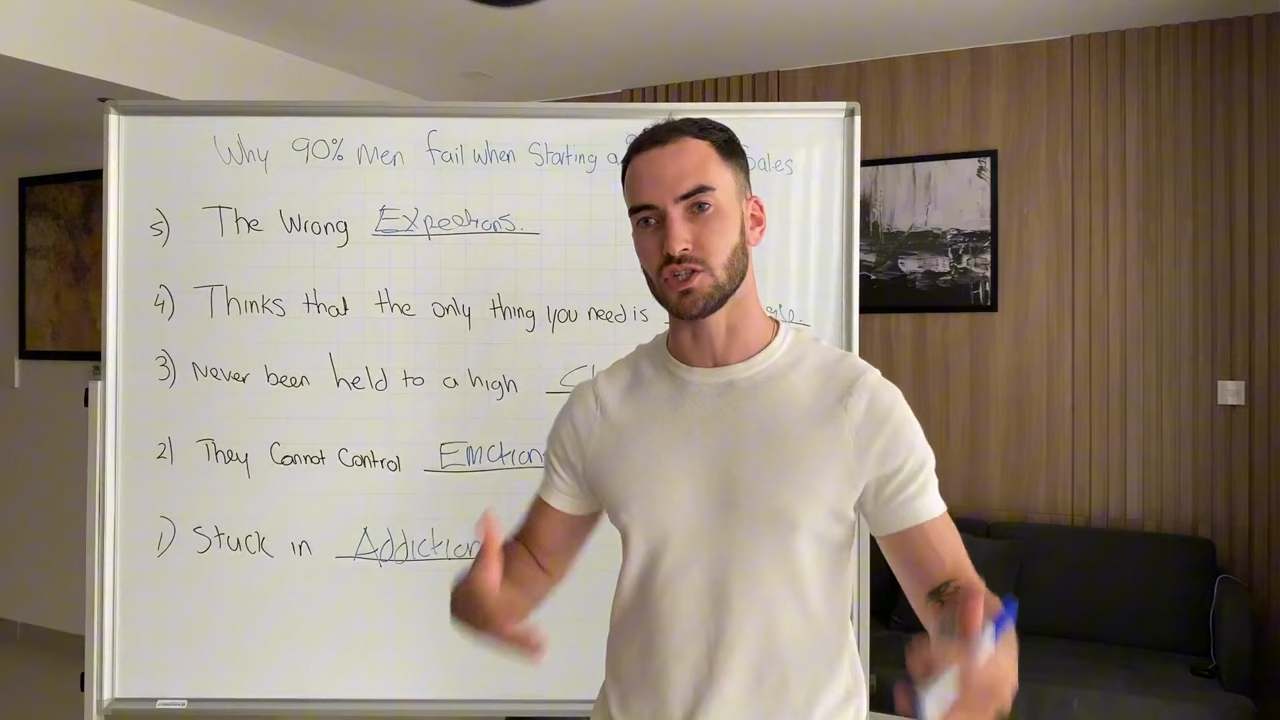 Why 90% Men fail when Starting a Sales
5) The Wrong Expections.
4) Thinks that the only thing you need is
3) Never been held to a high
2) They Cannot Control Emotion
1) Stuck in Addiction